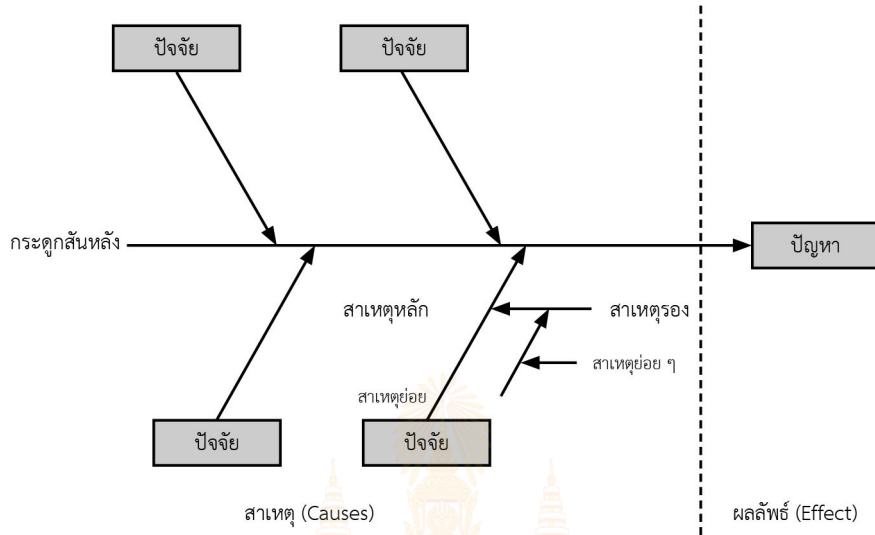 ปัจจัย
ปัจจัย
กระดูกสันหลัง
ปัญหา
สาเหตุหลัก
สาเหตุรอง
สาเหตุย่อย ๆ
สาเหตุย่อย
ปัจจัย
ปัจจัย
สาเหตุ (Causes)
ผลลัพธ์ (Effect)